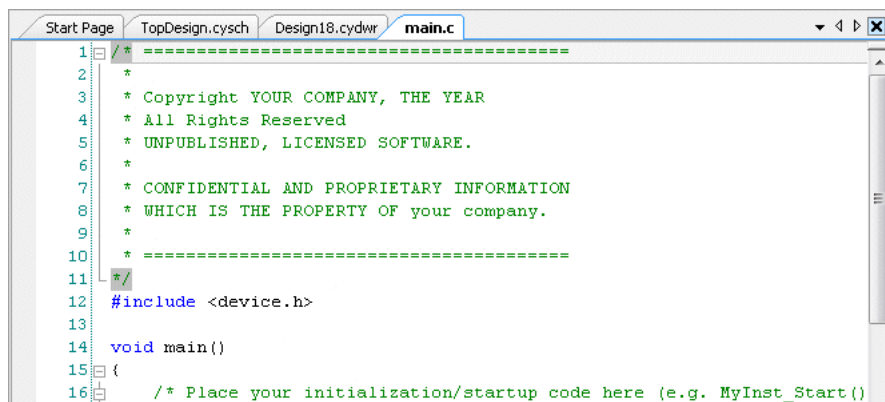 Start Page TopDesign.cysch Design18.cydwr main.c
1 /* ========================================
2 *
3 * Copyright YOUR COMPANY, THE YEAR
4 * All Rights Reserved
5 * UNPUBLISHED, LICENSED SOFTWARE.
6 *
7 * CONFIDENTIAL AND PROPRIETARY INFORMATION
8 * WHICH IS THE PROPERTY OF your company.
9 *
10 * ========================================
11 */
12 #include <device.h>
13
14 void main()
15 {
16 /* Place your initialization/startup code here (e.g. MyInst_Start()